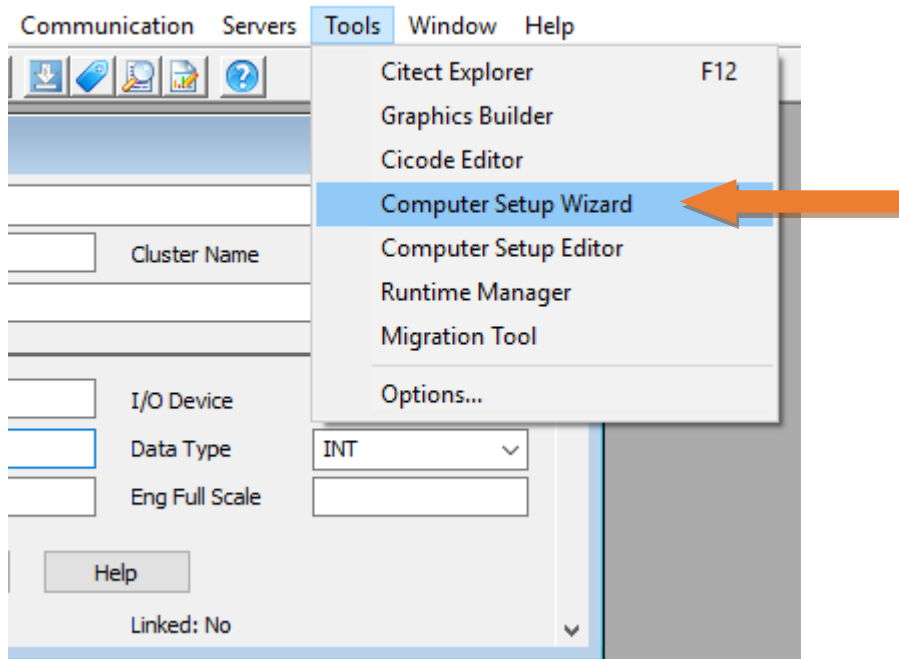 Communication Servers Tools Window Help
Citect Explorer F12
Graphics Builder
Cicode Editor
Computer Setup Wizard
Computer Setup Editor
Runtime Manager
Migration Tool
Options...
Cluster Name
I/O Device
Data Type INT
Eng Full Scale
Help
Linked: No